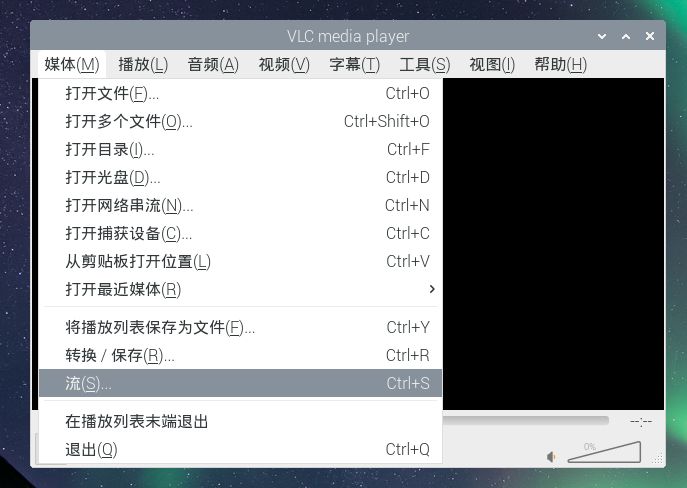 VLC media player
媒体(M) 播放(L) 音频(A) 视频(V) 字幕(T) 工具(S) 视图(I) 帮助(H)
打开文件(F)... Ctrl+O
打开多个文件(O)... Ctrl+Shift+O
打开目录(I)... Ctrl+F
打开光盘(D)... Ctrl+D
打开网络串流(N)... Ctrl+N
打开捕获设备(C)... Ctrl+C
从剪贴板打开位置(L) Ctrl+V
打开最近媒体(R)
将播放列表保存为文件(F)... Ctrl+Y
转换 / 保存(R)... Ctrl+R
流(S)... Ctrl+S
在播放列表末端退出
--:--
退出(Q) Ctrl+Q
0%